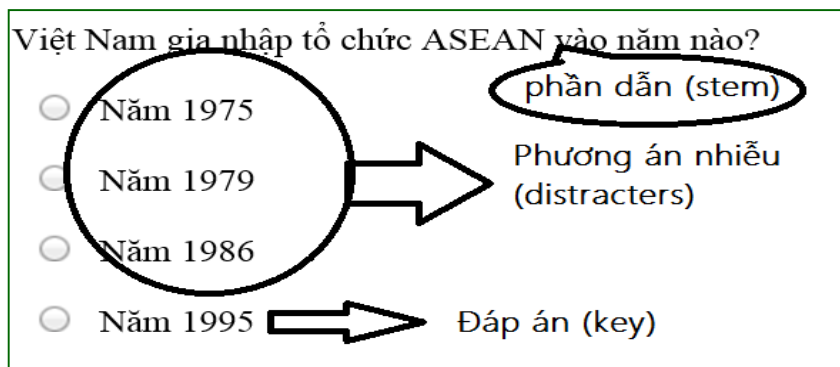 Việt Nam gia nhập tổ chức ASEAN vào năm nào?
phần dẫn (stem)
Năm 1975
Phương án nhiễu
(distracters)
Năm 1979
Năm 1986
Năm 1995
Đáp án (key)